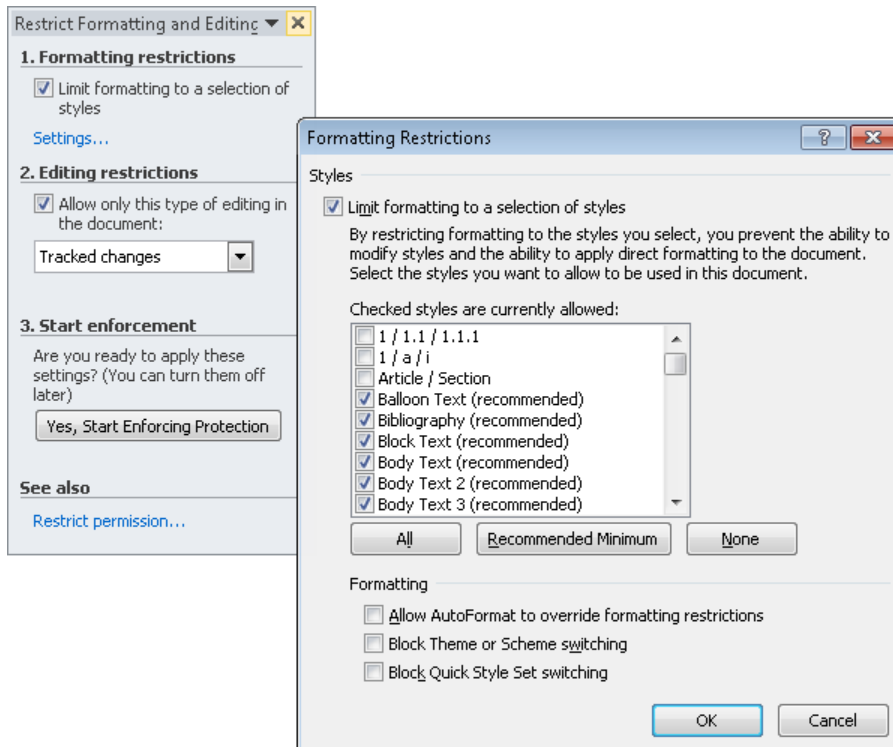 Restrict Formatting and Editing
1. Formatting restrictions
Limit formatting to a selection of
styles
Settings...
2. Editing restrictions
Allow only this type of editing in
the document:
Tracked changes
3. Start enforcement
Are you ready to apply these
settings? (You can turn them off
later)
Yes, Start Enforcing Protection
See also
Restrict permission...
Formatting Restrictions
Styles
Limit formatting to a selection of styles
By restricting formatting to the styles you select, you prevent the ability to
modify styles and the ability to apply direct formatting to the document.
Select the styles you want to allow to be used in this document.
Checked styles are currently allowed:
1 / 1.1 / 1.1.1
1 / a / i
Article / Section
Balloon Text (recommended)
Bibliography (recommended)
Block Text (recommended)
Body Text (recommended)
Body Text 2 (recommended)
Body Text 3 (recommended)
All Recommended Minimum None
Formatting
Allow AutoFormat to override formatting restrictions
Block Theme or Scheme switching
Block Quick Style Set switching
OK Cancel